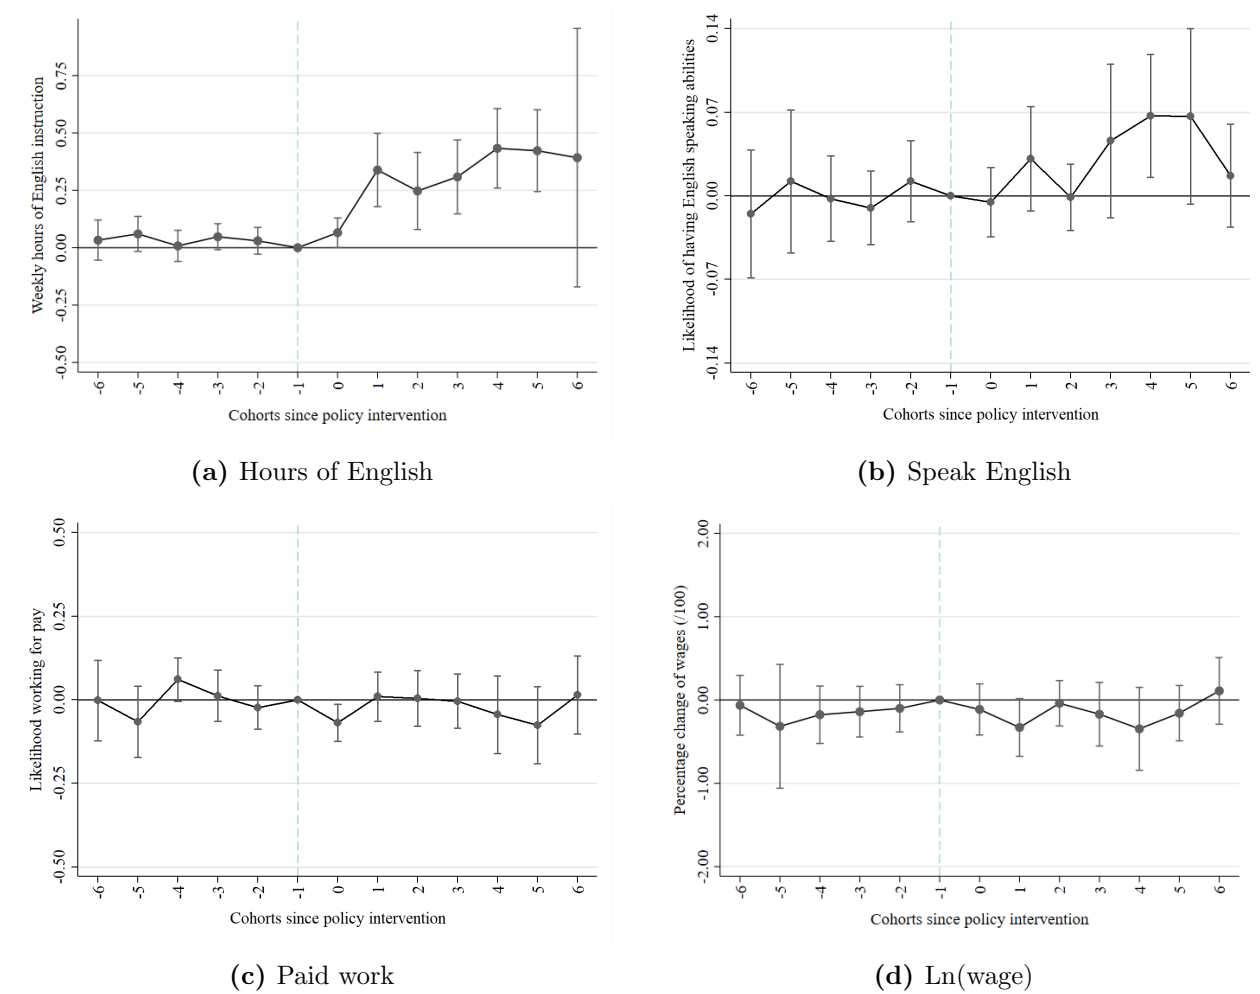 Weekly hours of English instruction
0.75
0.50
0.25
0.00
-0.25
-0.50
-6 -5 -4 -3 -2 -1 0 1 2 3 4 5 6
Cohorts since policy intervention
(a) Hours of English
Likelihood of having English speaking abilities
0.14
0.07
0.00
-0.07
-0.14
-6 -5 -4 -3 -2 -1 0 1 2 3 4 5 6
Cohorts since policy intervention
(b) Speak English
Likelihood working for pay
0.50
0.25
0.00
-0.25
-0.50
-6 -5 -4 -3 -2 -1 0 1 2 3 4 5 6
Cohorts since policy intervention
(c) Paid work
Percentage change of wages (/100)
2.00
1.00
0.00
-1.00
-2.00
-6 -5 -4 -3 -2 -1 0 1 2 3 4 5 6
Cohorts since policy intervention
(d) Ln(wage)